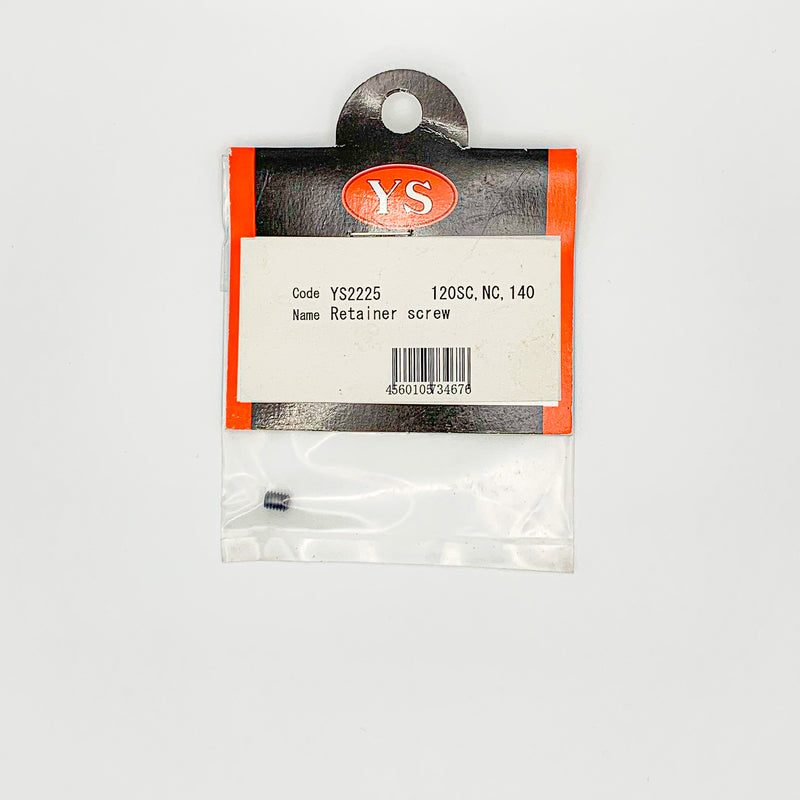 YS
Code YS2225 120SC, NC, 140
Name Retainer screw
4560105734676